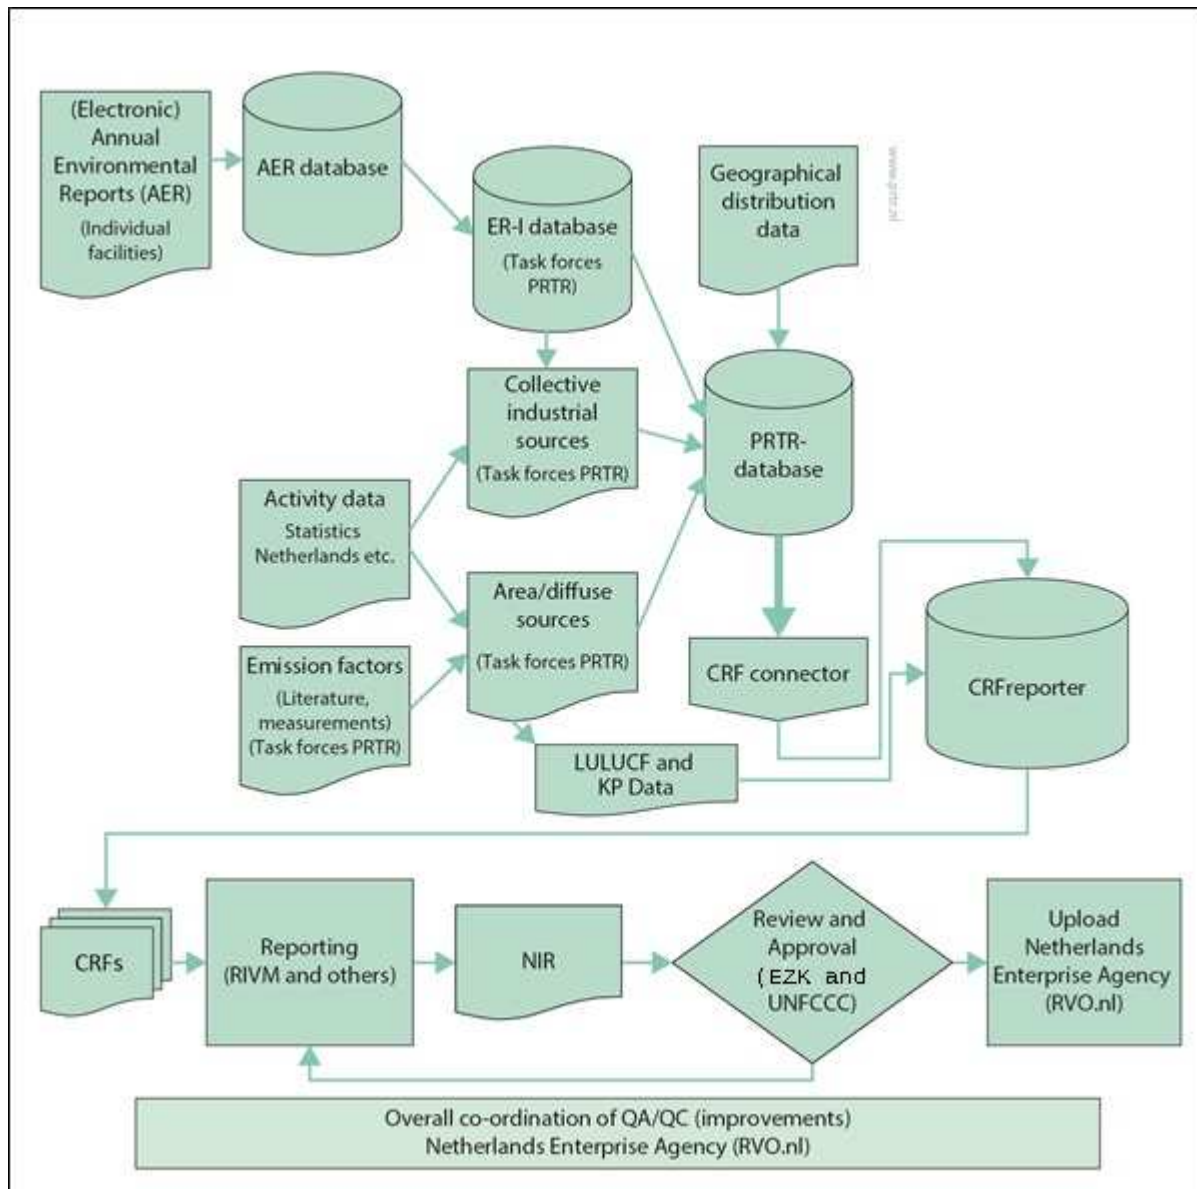 (Electronic)
Annual
Environmental
Reports (AER)
(Individual
facilities)
AER database
ER-I database
(Task forces
PRTR)
Geographical
distribution
data
www.prtr.nl
Collective
industrial
sources
(Task forces PRTR)
PRTR-
database
Activity data
Statistics
Netherlands etc.
Area/diffuse
sources
(Task forces PRTR)
Emission factors
(Literature,
measurements)
(Task forces PRTR)
CRF connector
CRFreporter
LULUCF and
KP Data
CRFs
Reporting
(RIVM and others)
NIR
Review and
Approval
(EZK and
UNFCCC)
Upload
Netherlands
Enterprise Agency
(RVO.nl)
Overall co-ordination of QA/QC (improvements)
Netherlands Enterprise Agency (RVO.nl)